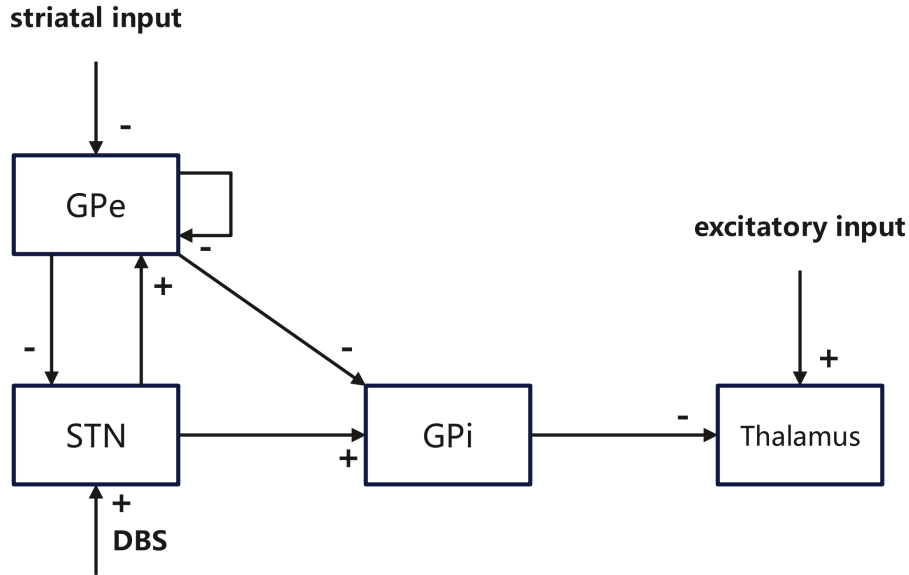 striatal input
-
GPe
-
excitatory input
+
-
-
+
STN
GPi
-
Thalamus
+
+
DBS